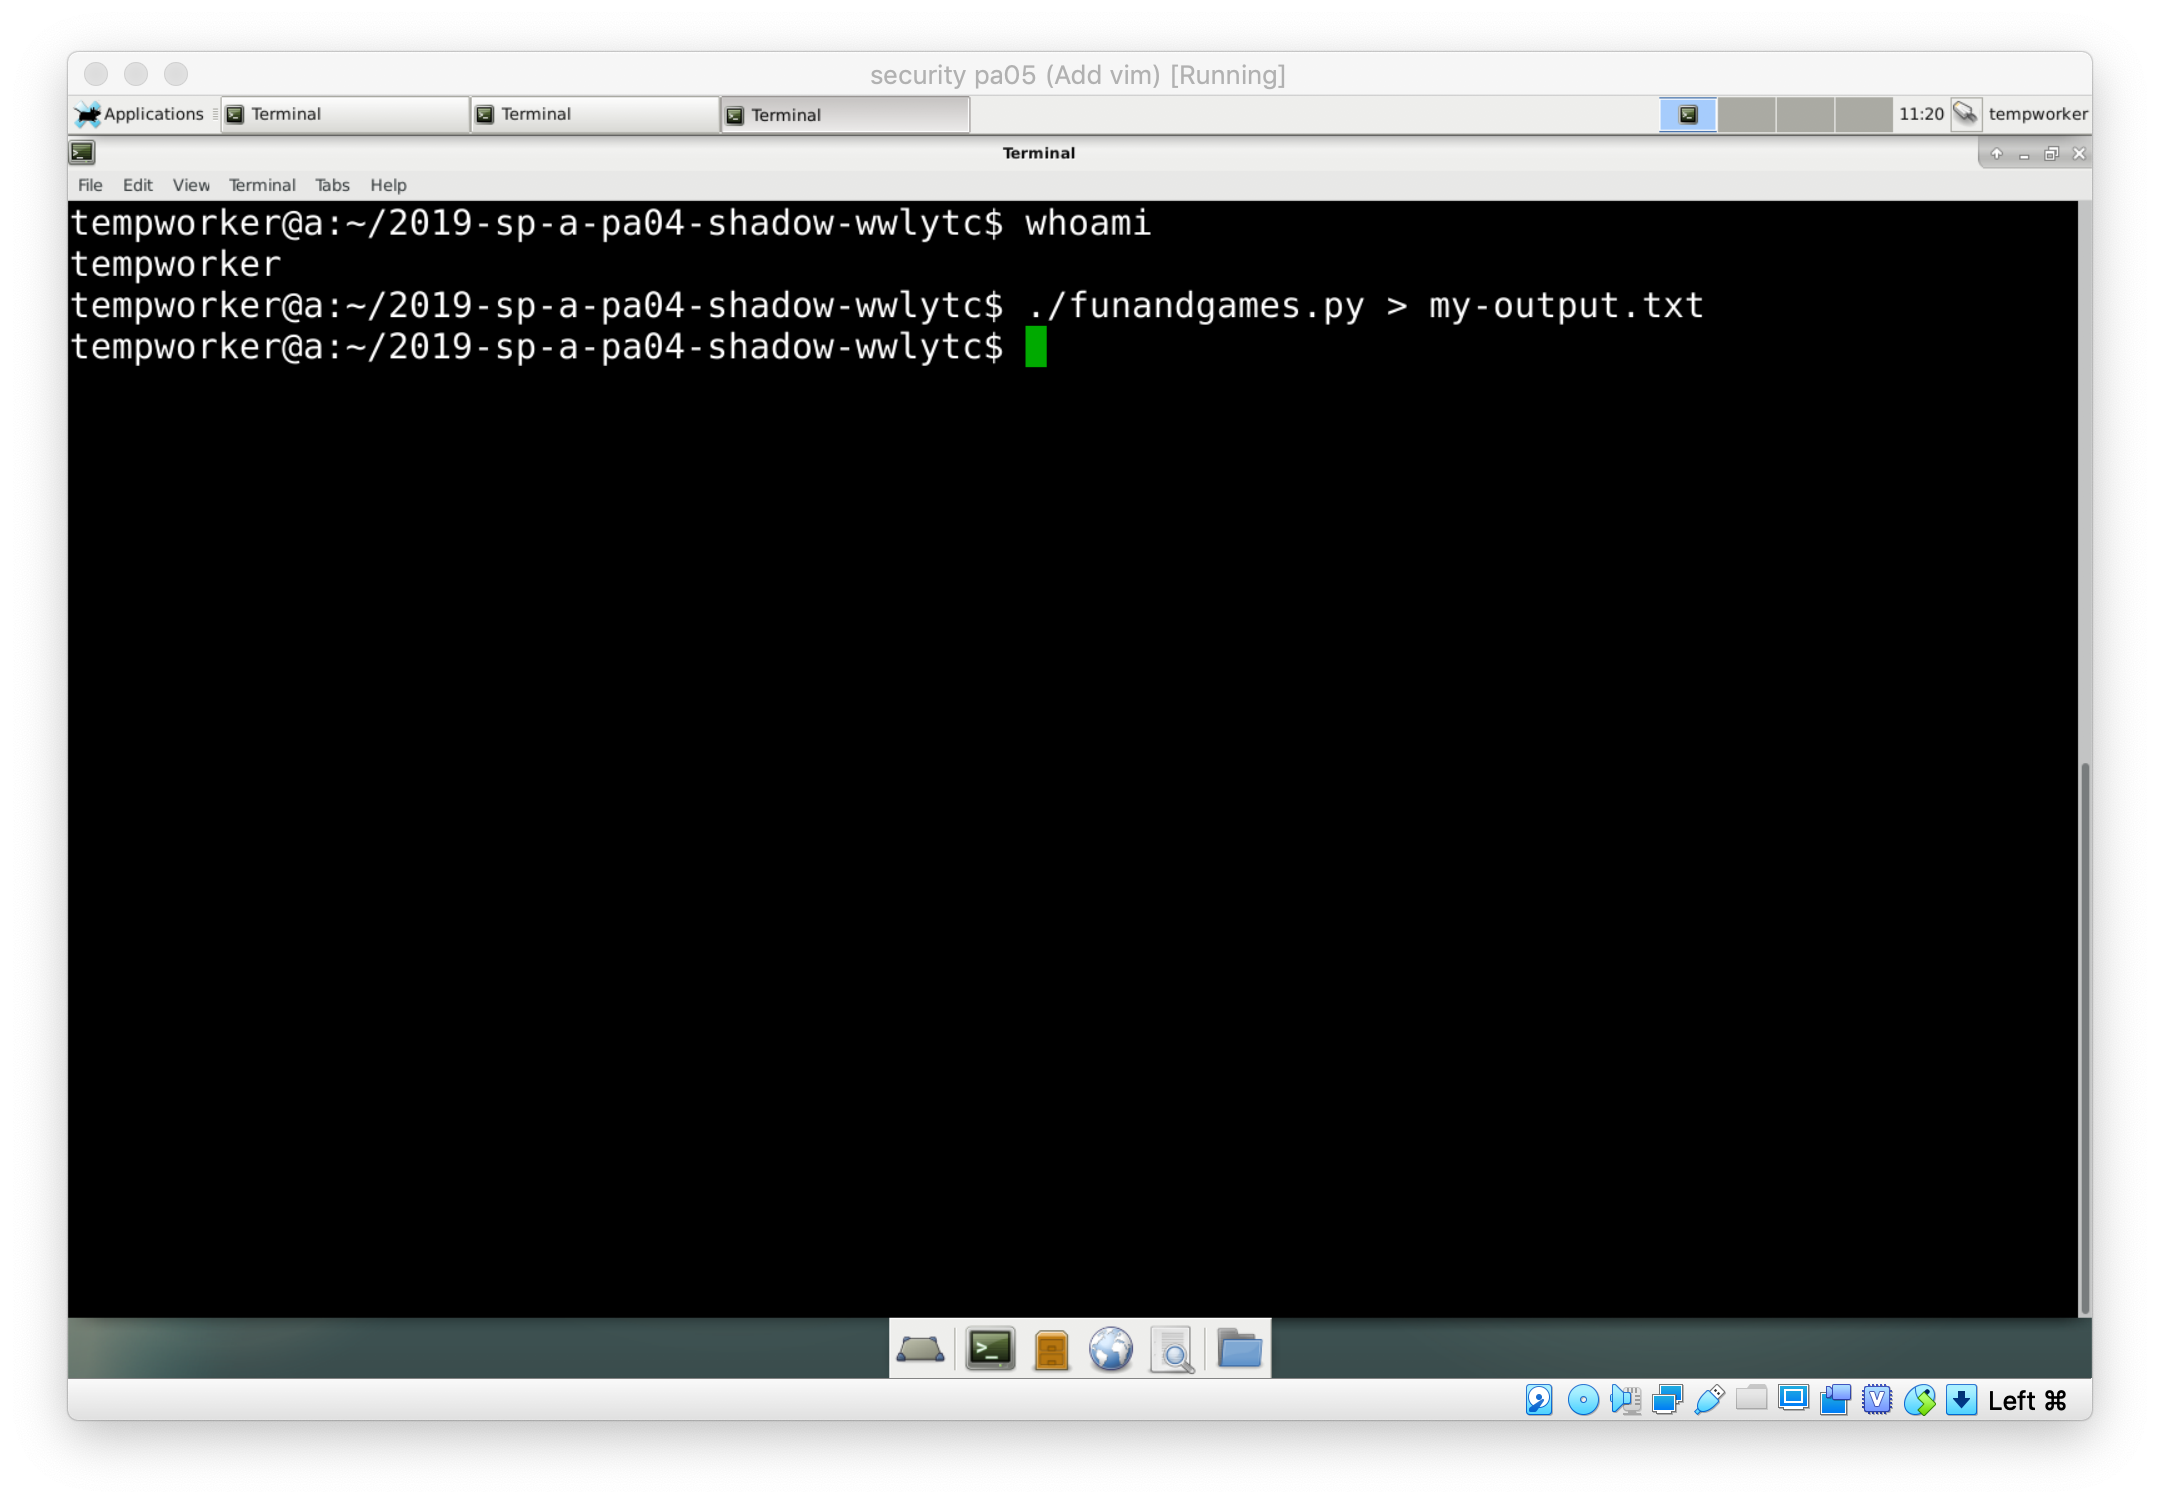 security pa05 (Add vim) [Running]
Applications Terminal Terminal Terminal 11:20 tempworker
Terminal
File Edit View Terminal Tabs Help
tempworker@a:~/2019-sp-a-pa04-shadow-wwlytc$ whoami
tempworker
tempworker@a:~/2019-sp-a-pa04-shadow-wwlytc$ ./funandgames.py > my-output.txt
tempworker@a:~/2019-sp-a-pa04-shadow-wwlytc$
Left ⌘